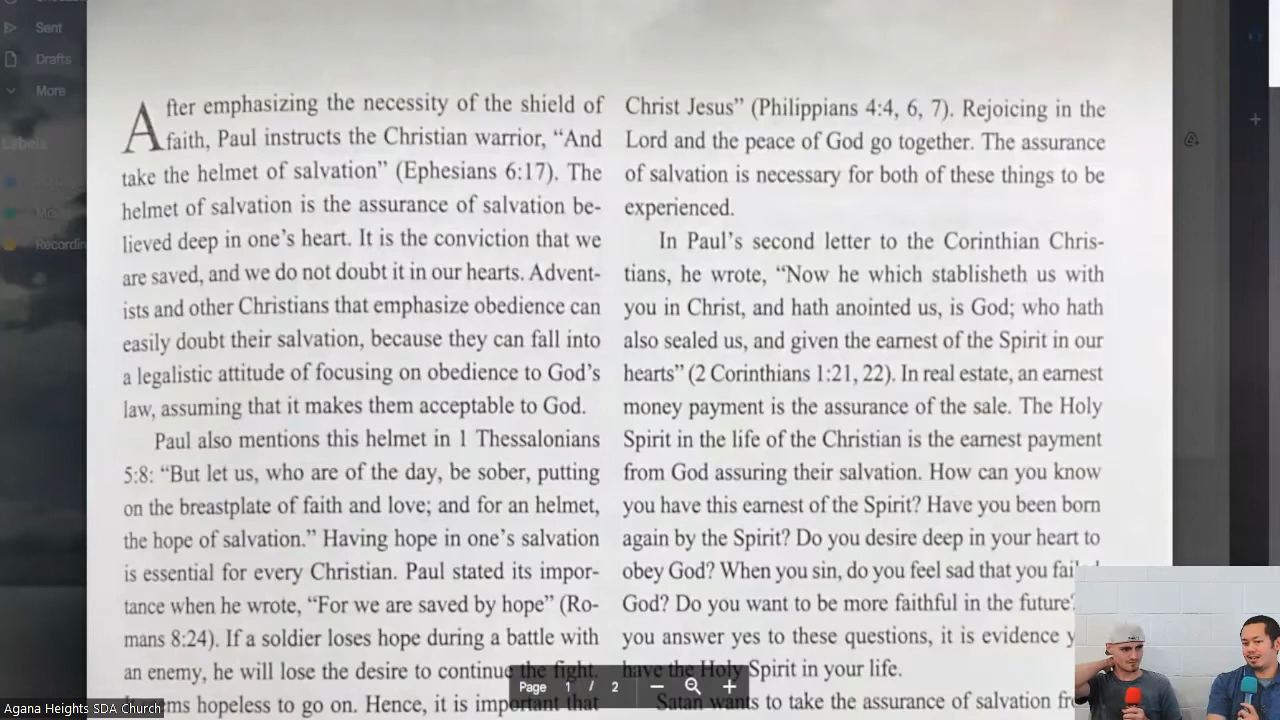 Sent
Drafts
More
Labels
Recordin
After emphasizing the necessity of the shield of
faith, Paul instructs the Christian warrior, “And
take the helmet of salvation” (Ephesians 6:17). The
helmet of salvation is the assurance of salvation be-
lieved deep in one’s heart. It is the conviction that we
are saved, and we do not doubt it in our hearts. Advent-
ists and other Christians that emphasize obedience can
easily doubt their salvation, because they can fall into
a legalistic attitude of focusing on obedience to God’s
law, assuming that it makes them acceptable to God.
Paul also mentions this helmet in 1 Thessalonians
5:8: “But let us, who are of the day, be sober, putting
on the breastplate of faith and love; and for an helmet,
the hope of salvation.” Having hope in one’s salvation
is essential for every Christian. Paul stated its impor-
tance when he wrote, “For we are saved by hope” (Ro-
mans 8:24). If a soldier loses hope during a battle with
an enemy, he will lose the desire to continue the fight.
hopeless to go on. Hence, it is important that
Christ Jesus” (Philippians 4:4, 6, 7). Rejoicing in the
Lord and the peace of God go together. The assurance
of salvation is necessary for both of these things to be
experienced.
In Paul’s second letter to the Corinthian Chris-
tians, he wrote, “Now he which stablisheth us with
you in Christ, and hath anointed us, is God; who hath
also sealed us, and given the earnest of the Spirit in our
hearts” (2 Corinthians 1:21, 22). In real estate, an earnest
money payment is the assurance of the sale. The Holy
Spirit in the life of the Christian is the earnest payment
from God assuring their salvation. How can you know
you have this earnest of the Spirit? Have you been born
again by the Spirit? Do you desire deep in your heart to
obey God? When you sin, do you feel sad that you
God? Do you want to be more faithful in the future?
you answer yes to these questions, it is evidence
have the Holy Spirit in your life.
Satan wants to take the assurance of salvation
Page 1 / 2
Agana Heights SDA Church